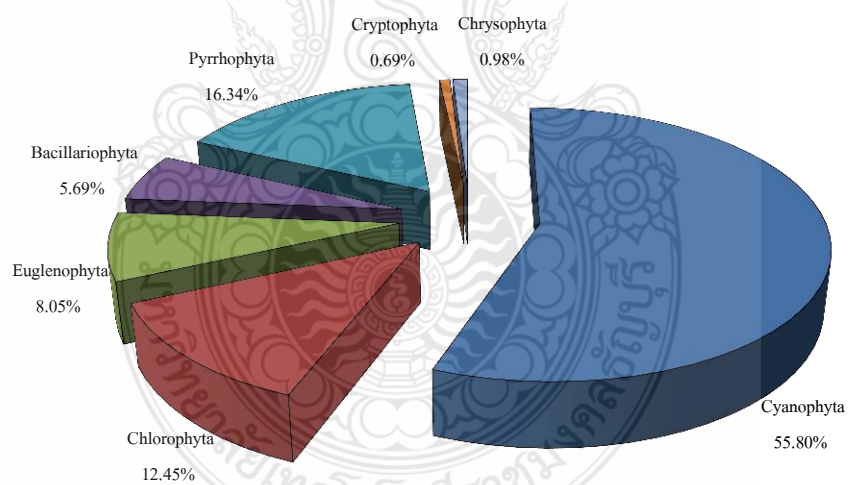 Cryptophyta
0.69%
Chrysophyta
0.98%
Pyrrhophyta
16.34%
Bacillariophyta
5.69%
Euglenophyta
8.05%
Chlorophyta
12.45%
Cyanophyta
55.80%